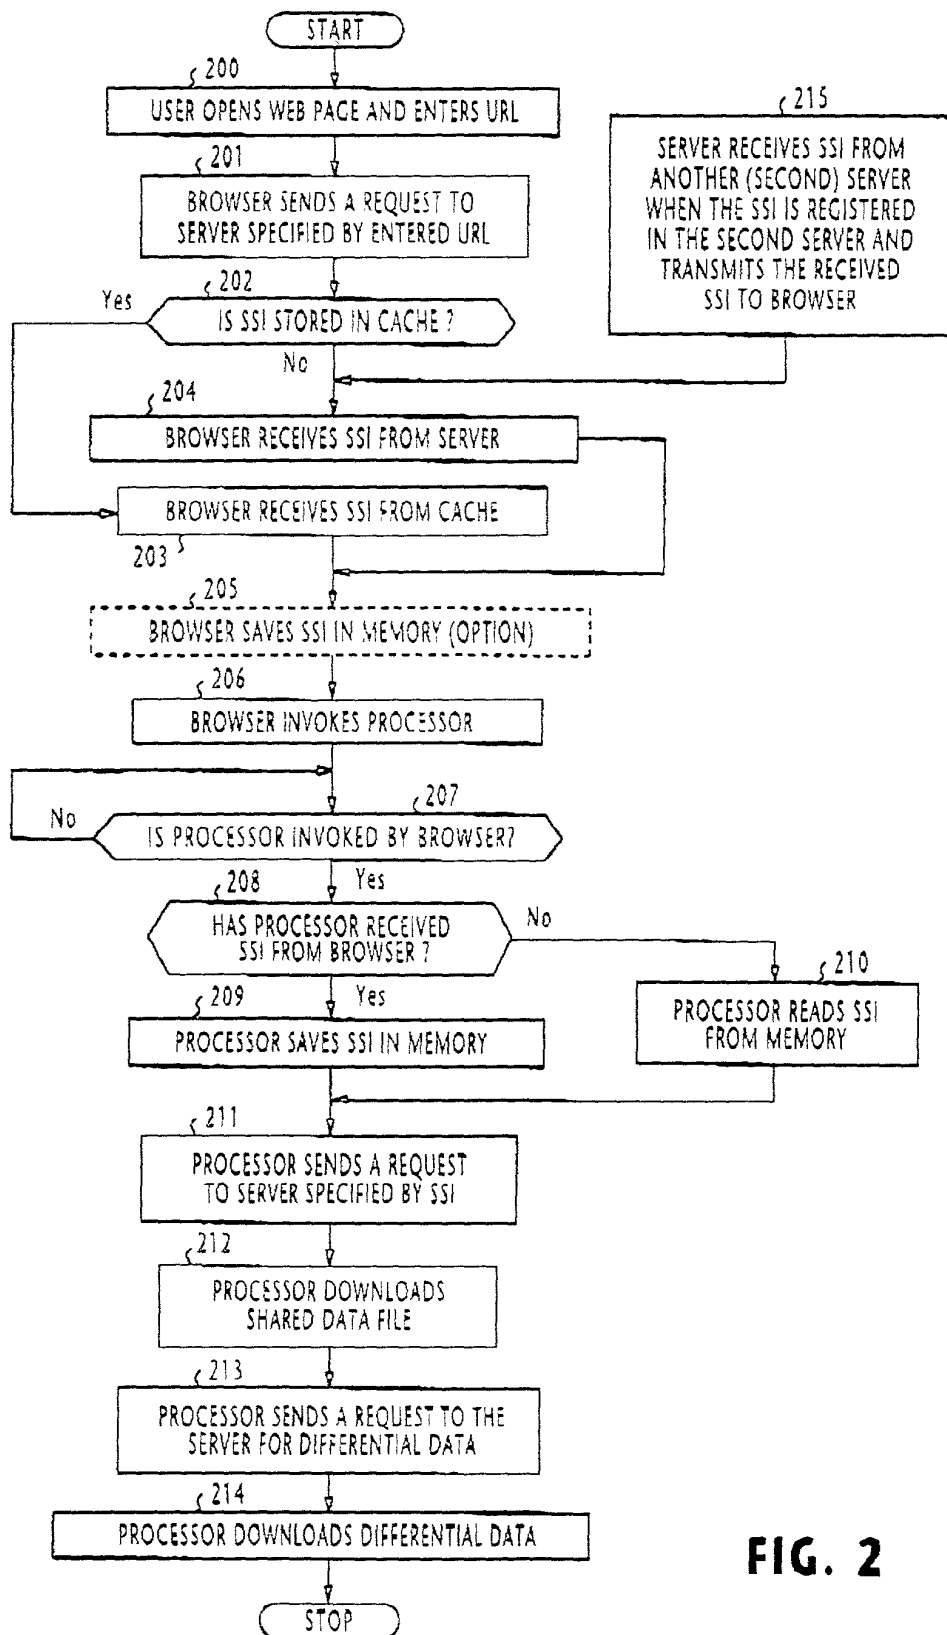 START
200
USER OPENS WEB PAGE AND ENTERS URL
201
BROWSER SENDS A REQUEST TO
SERVER SPECIFIED BY ENTERED URL
215
SERVER RECEIVES SSI FROM
ANOTHER (SECOND) SERVER
WHEN THE SSI IS REGISTERED
IN THE SECOND SERVER AND
TRANSMITS THE RECEIVED
SSI TO BROWSER
202
Yes
IS SSI STORED IN CACHE ?
No
204
BROWSER RECEIVES SSI FROM SERVER
BROWSER RECEIVES SSI FROM CACHE
203
205
BROWSER SAVES SSI IN MEMORY (OPTION)
206
BROWSER INVOKES PROCESSOR
207
No
IS PROCESSOR INVOKED BY BROWSER?
Yes
208
HAS PROCESSOR RECEIVED
SSI FROM BROWSER ?
No
Yes
209
PROCESSOR SAVES SSI IN MEMORY
210
PROCESSOR READS SSI
FROM MEMORY
211
PROCESSOR SENDS A REQUEST
TO SERVER SPECIFIED BY SSI
212
PROCESSOR DOWNLOADS
SHARED DATA FILE
213
PROCESSOR SENDS A REQUEST TO THE
SERVER FOR DIFFERENTIAL DATA
214
PROCESSOR DOWNLOADS DIFFERENTIAL DATA
STOP
FIG. 2